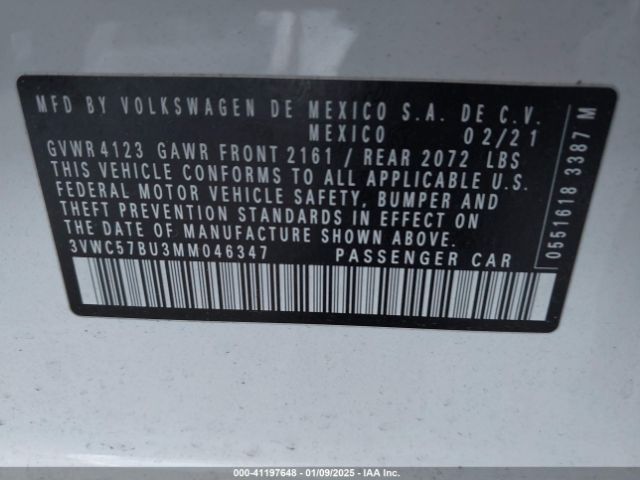 MFD BY VOLKSWAGEN DE MEXICO S.A. DE C.V.
MEXICO 02/21
GVWR 4123 GAWR FRONT 2161 / REAR 2072 LBS
THIS VEHICLE CONFORMS TO ALL APPLICABLE U.S.
FEDERAL MOTOR VEHICLE SAFETY, BUMPER AND
THEFT PREVENTION STANDARDS IN EFFECT ON
THE DATE OF MANUFACTURE SHOWN ABOVE.
3VWC57BU3MM046347 PASSENGER CAR
0551618 3387 M
000-41197648 - 01/09/2025 - IAA Inc.